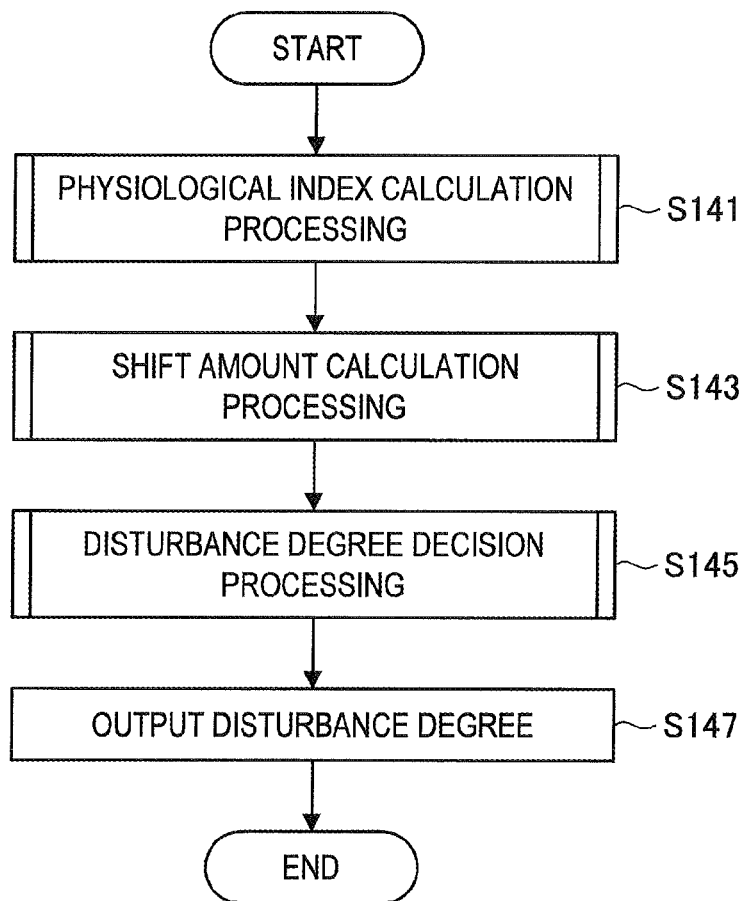 START
PHYSIOLOGICAL INDEX CALCULATION
PROCESSING
S141
SHIFT AMOUNT CALCULATION
PROCESSING
S143
DISTURBANCE DEGREE DECISION
PROCESSING
S145
OUTPUT DISTURBANCE DEGREE
S147
END